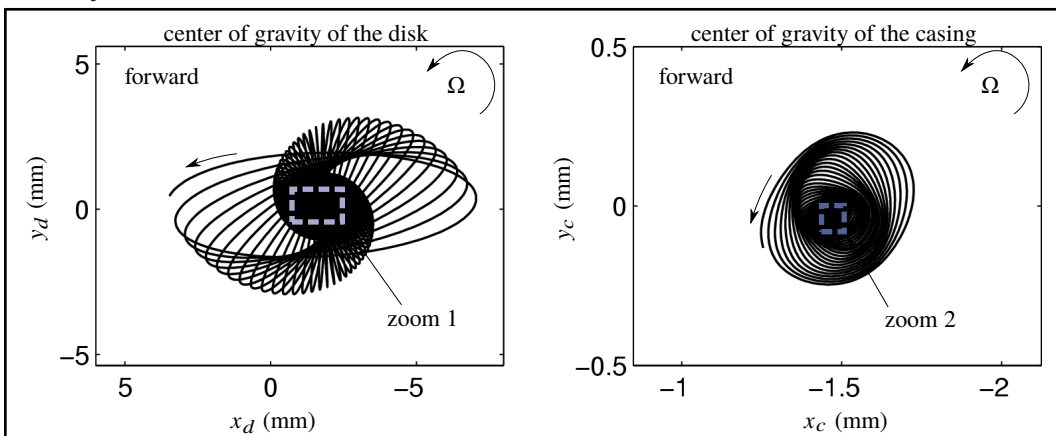 center of gravity of the disk
5
forward
Ω
y_d (mm)
0
zoom 1
−5
5
0
−5
x_d (mm)
center of gravity of the casing
0.5
forward
Ω
y_c (mm)
0
zoom 2
−0.5
−1
−1.5
−2
x_c (mm)